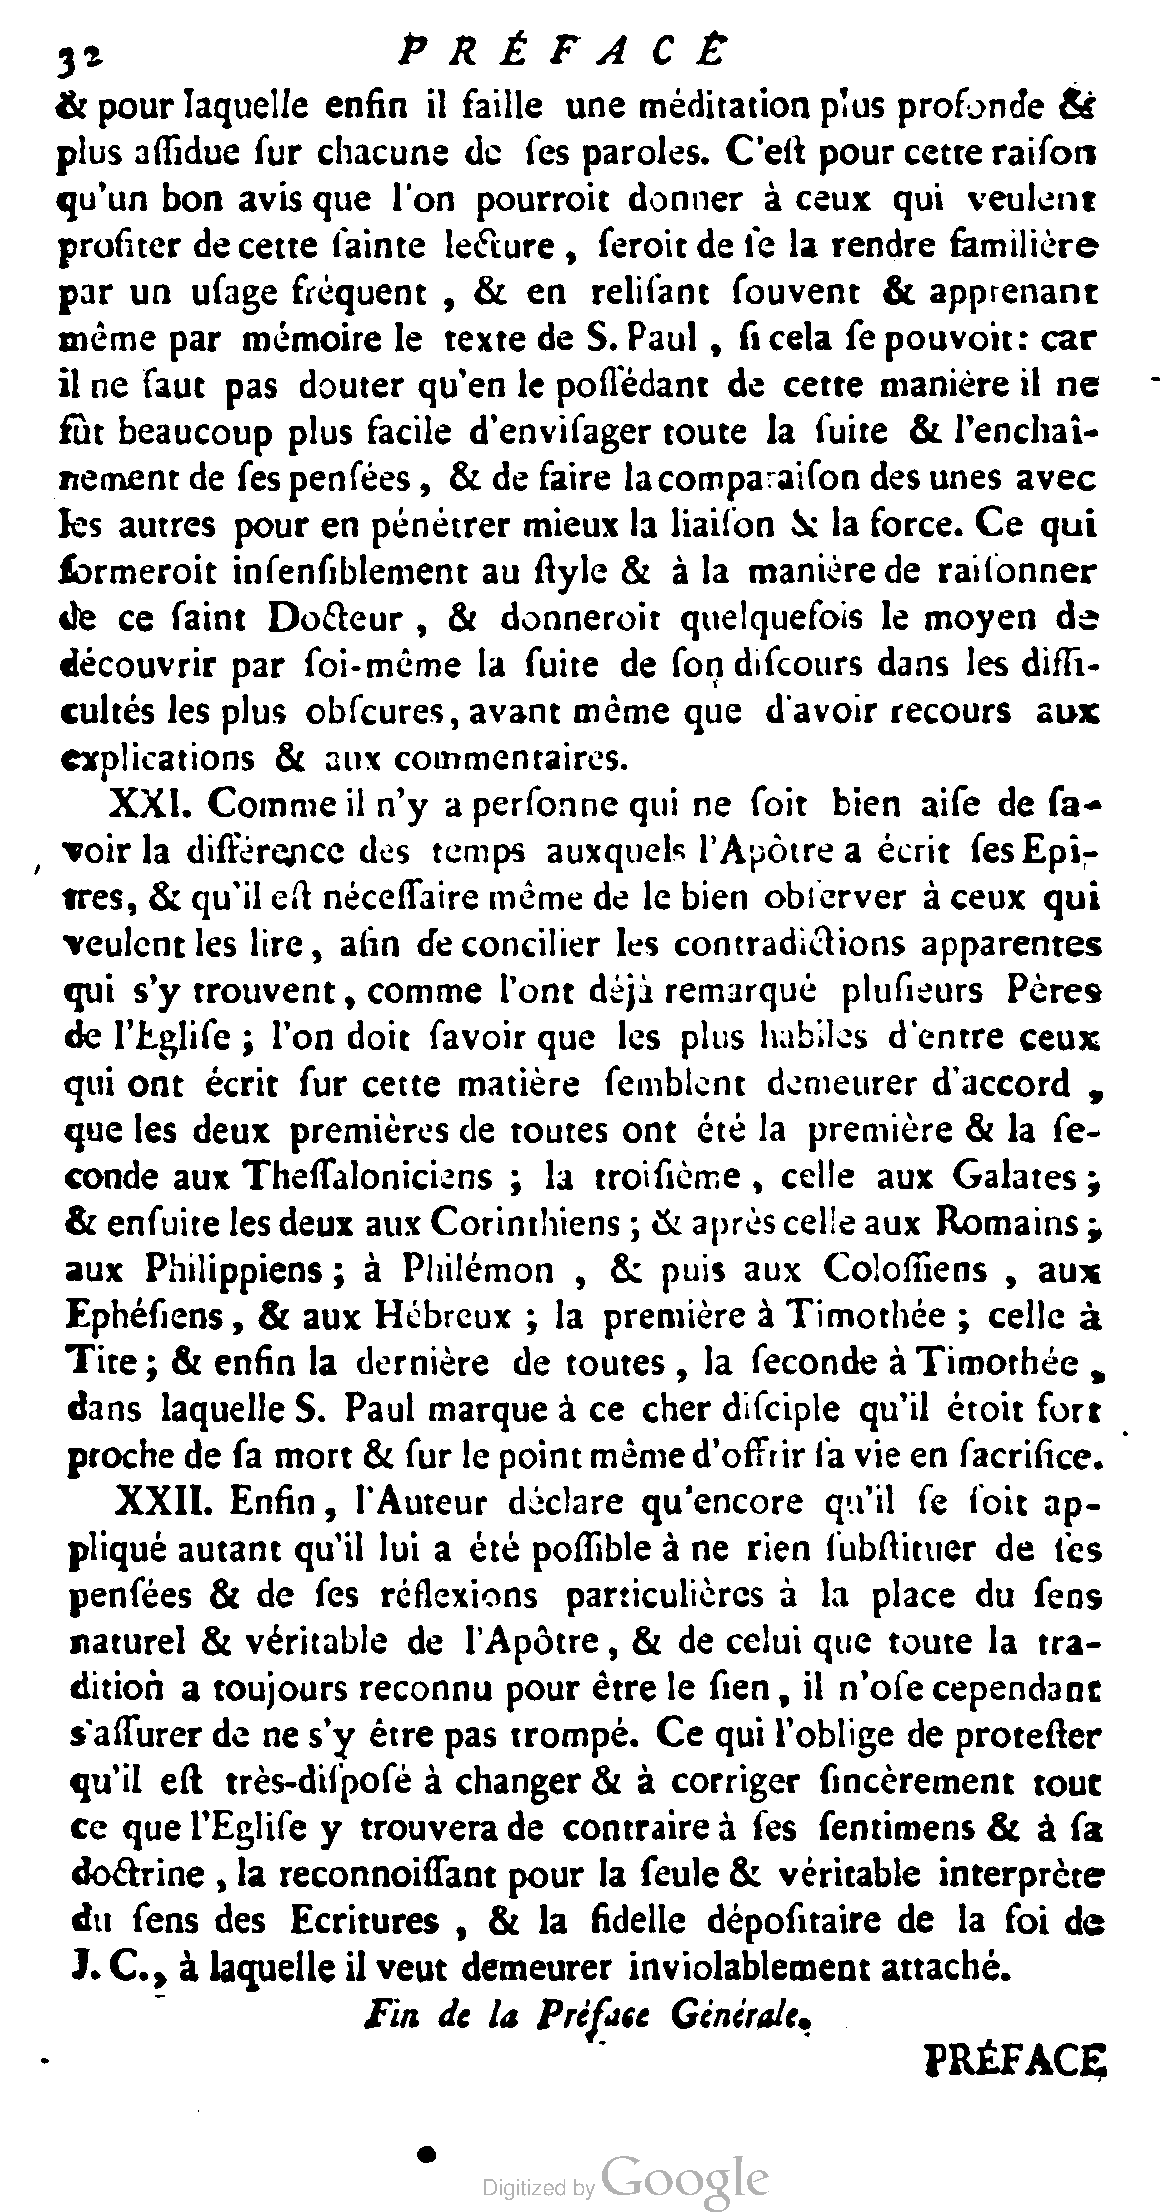 32 PRÉFACE
& pour laquelle enfin il faille une méditation plus profonde &
plus aſſidue ſur chacune de ſes paroles. C'eſt pour cette raiſon
qu'un bon avis que l'on pourroit donner à ceux qui veulent
profiter de cette ſainte lecture, ſeroit de ſe la rendre familière
par un uſage fréquent, & en reliſant ſouvent & apprenant
même par mémoire le texte de S. Paul, ſi cela ſe pouvoit: car
il ne faut pas douter qu'en le poſſédant de cette manière il ne
fût beaucoup plus facile d'enviſager toute la ſuite & l'enchaî-
nement de ſes penſées, & de faire la comparaiſon des unes avec
les autres pour en pénétrer mieux la liaiſon & la force. Ce qui
formeroit inſenſiblement au ſtyle & à la manière de raiſonner
de ce ſaint Docteur, & donneroit quelquefois le moyen de
découvrir par ſoi-même la ſuite de ſon diſcours dans les diffi-
cultés les plus obſcures, avant même que d'avoir recours aux
explications & aux commentaires.
XXI. Comme il n'y a perſonne qui ne ſoit bien aiſe de ſa-
voir la différence des temps auxquels l'Apôtre a écrit ſes Epî-
tres, & qu'il eſt néceſſaire même de le bien obſerver à ceux qui
veulent les lire, afin de concilier les contradictions apparentes
qui s'y trouvent, comme l'ont déjà remarqué pluſieurs Pères
de l'Egliſe; l'on doit ſavoir que les plus habiles d'entre ceux
qui ont écrit ſur cette matière ſemblent demeurer d'accord,
que les deux premières de toutes ont été la première & la ſe-
conde aux Theſſaloniciens; la troiſième, celle aux Galates;
& enſuite les deux aux Corinthiens; & après celle aux Romains;
aux Philippiens; à Philémon, & puis aux Coloſſiens, aux
Ephéſiens, & aux Hébreux; la première à Timothée; celle à
Tite; & enfin la dernière de toutes, la ſeconde à Timothée,
dans laquelle S. Paul marque à ce cher diſciple qu'il étoit fort
proche de ſa mort & ſur le point même d'offrir ſa vie en ſacrifice.
XXII. Enfin, l'Auteur déclare qu'encore qu'il ſe ſoit ap-
pliqué autant qu'il lui a été poſſible à ne rien ſubſtituer de ſes
penſées & de ſes réflexions particulières à la place du ſens
naturel & véritable de l'Apôtre, & de celui que toute la tra-
dition a toujours reconnu pour être le ſien, il n'oſe cependant
s'aſſurer de ne s'y être pas trompé. Ce qui l'oblige de proteſter
qu'il eſt très-diſpoſé à changer & à corriger ſincèrement tout
ce que l'Egliſe y trouvera de contraire à ſes ſentimens & à ſa
doctrine, la reconnoiſſant pour la ſeule & véritable interprète
du ſens des Ecritures, & la fidelle dépoſitaire de la foi de
J. C., à laquelle il veut demeurer inviolablement attaché.
Fin de la Préface Générale.
PRÉFACE
Digitized by Google